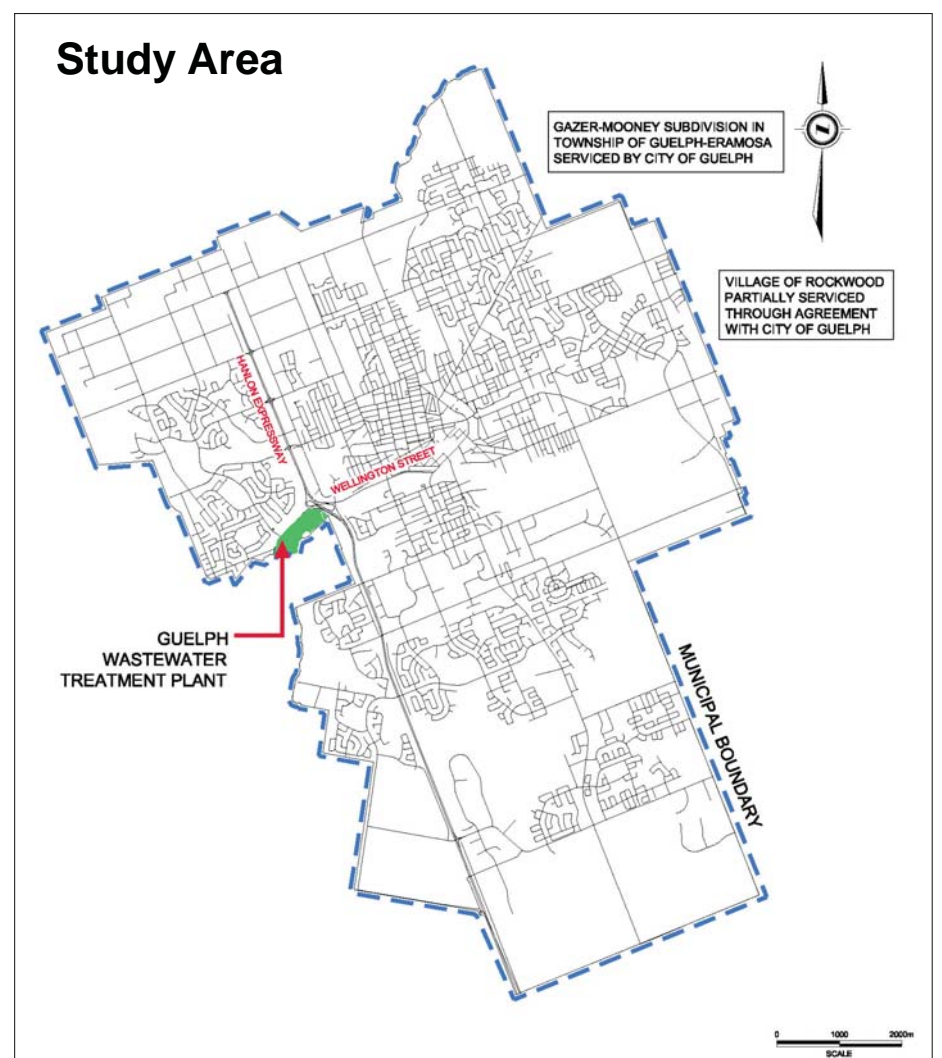 Study Area
GAZER-MOONEY SUBDIVISION IN
TOWNSHIP OF GUELPH-ERAMOSA
SERVICED BY CITY OF GUELPH
N
VILLAGE OF ROCKWOOD
PARTIALLY SERVICED
THROUGH AGREEMENT
WITH CITY OF GUELPH
HANLON EXPRESSWAY
WELLINGTON STREET
GUELPH
WASTEWATER
TREATMENT PLANT
MUNICIPAL BOUNDARY
0 1000 2000m
SCALE